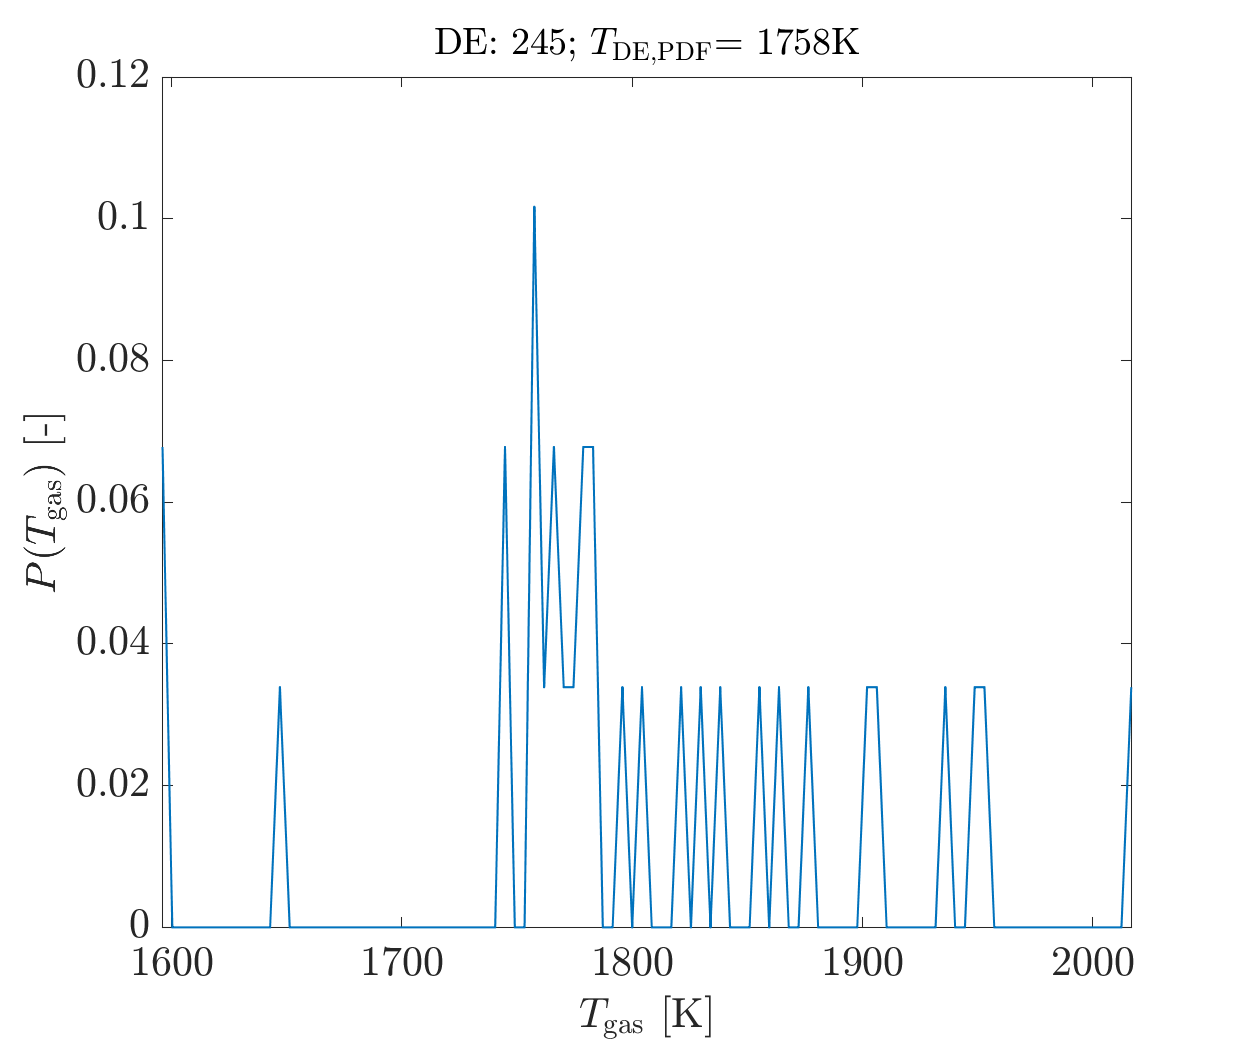 DE: 245; T_DE,PDF= 1758K
0.12
0.1
0.08
0.06
0.04
0.02
0
P(T_gas) [-]
1600 1700 1800 1900 2000
T_gas [K]